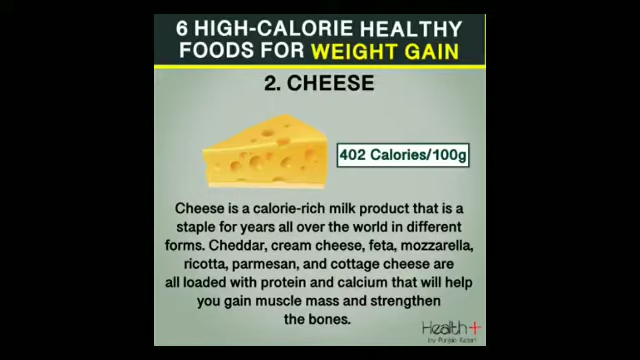 6 HIGH-CALORIE HEALTHY
FOODS FOR WEIGHT GAIN
2. CHEESE
402 Calories/100g
Cheese is a calorie-rich milk product that is a
staple for years all over the world in different
forms. Cheddar, cream cheese, feta, mozzarella,
ricotta, parmesan, and cottage cheese are
all loaded with protein and calcium that will help
you gain muscle mass and strengthen
the bones.
Health+
by Punjab Kesari